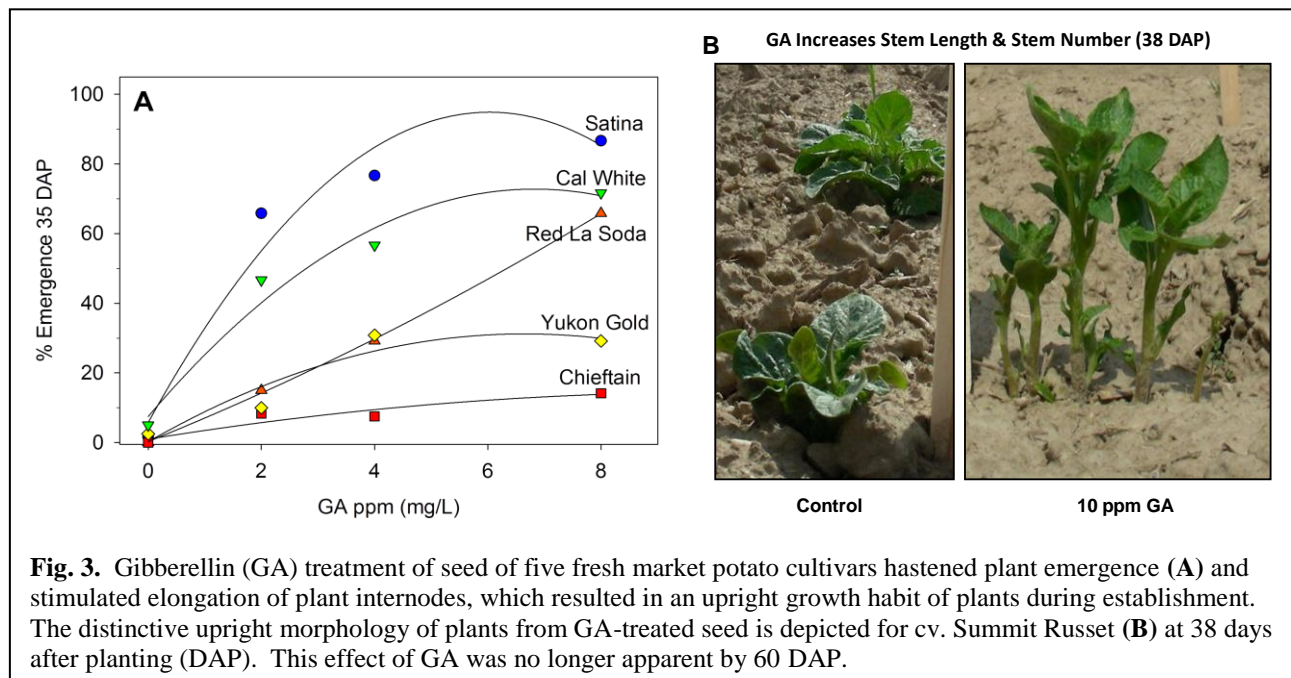 A
% Emergence 35 DAP
100
80
60
40
20
0
Satina
Cal White
Red La Soda
Yukon Gold
Chieftain
0 2 4 6 8
GA ppm (mg/L)
B GA Increases Stem Length & Stem Number (38 DAP)
Control
10 ppm GA
Fig. 3. Gibberellin (GA) treatment of seed of five fresh market potato cultivars hastened plant emergence (A) and
stimulated elongation of plant internodes, which resulted in an upright growth habit of plants during establishment.
The distinctive upright morphology of plants from GA-treated seed is depicted for cv. Summit Russet (B) at 38 days
after planting (DAP). This effect of GA was no longer apparent by 60 DAP.